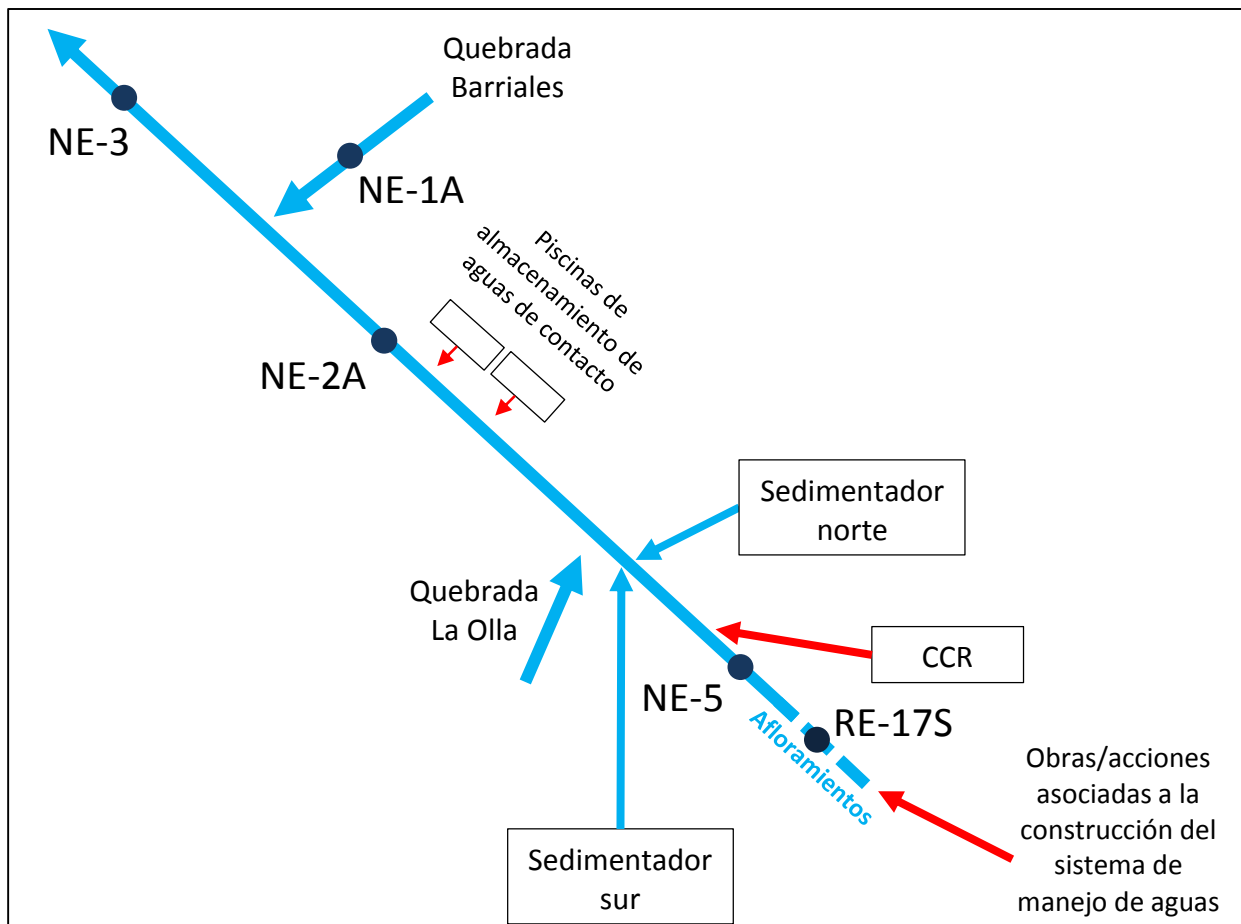 Quebrada
Barriales
NE-3
NE-1A
Piscinas de
almacenamiento de
aguas de contacto
NE-2A
Sedimentador
norte
Quebrada
La Olla
CCR
NE-5
RE-17S
Afloramientos
Obras/acciones
asociadas a la
construcción del
sistema de
manejo de aguas
Sedimentador
sur